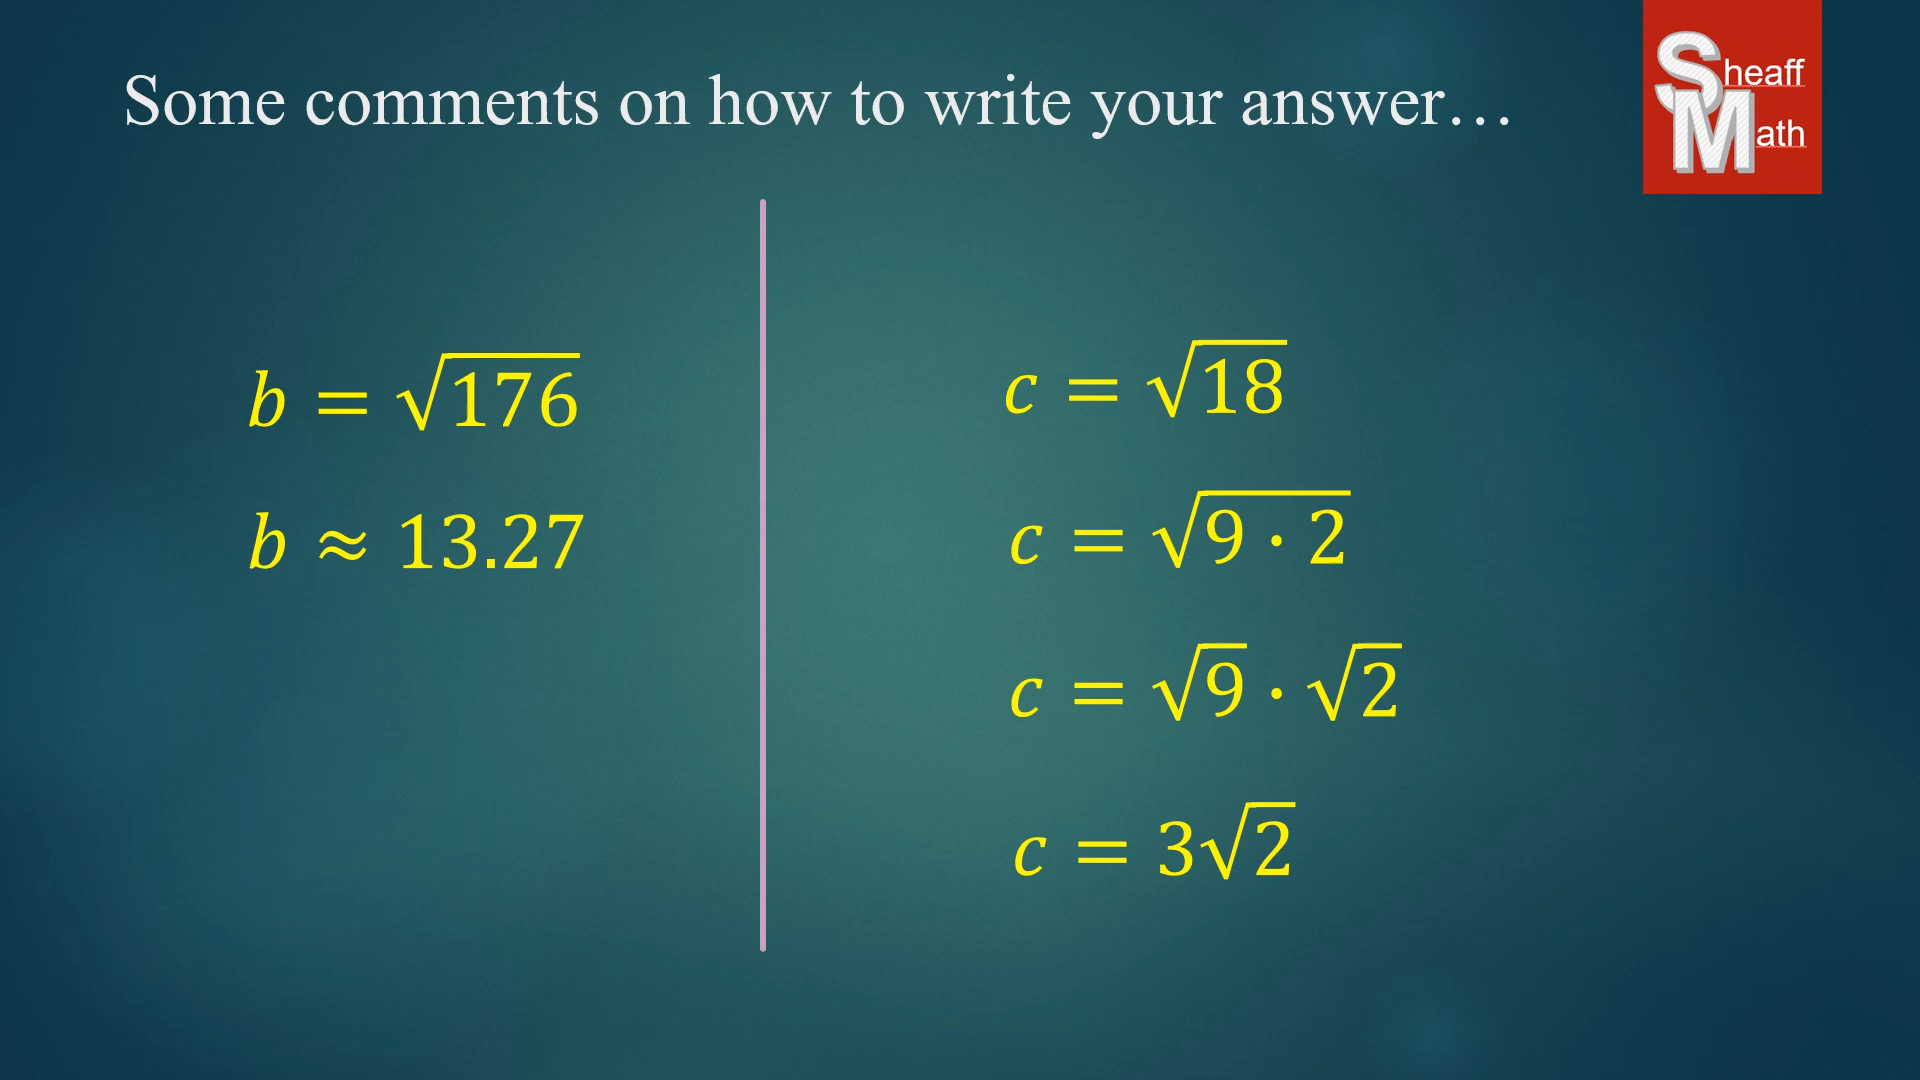 Some comments on how to write your answer…
Sheaff
Math
b = √176
b ≈ 13.27
c = √18
c = √9 · 2
c = √9 · √2
c = 3√2